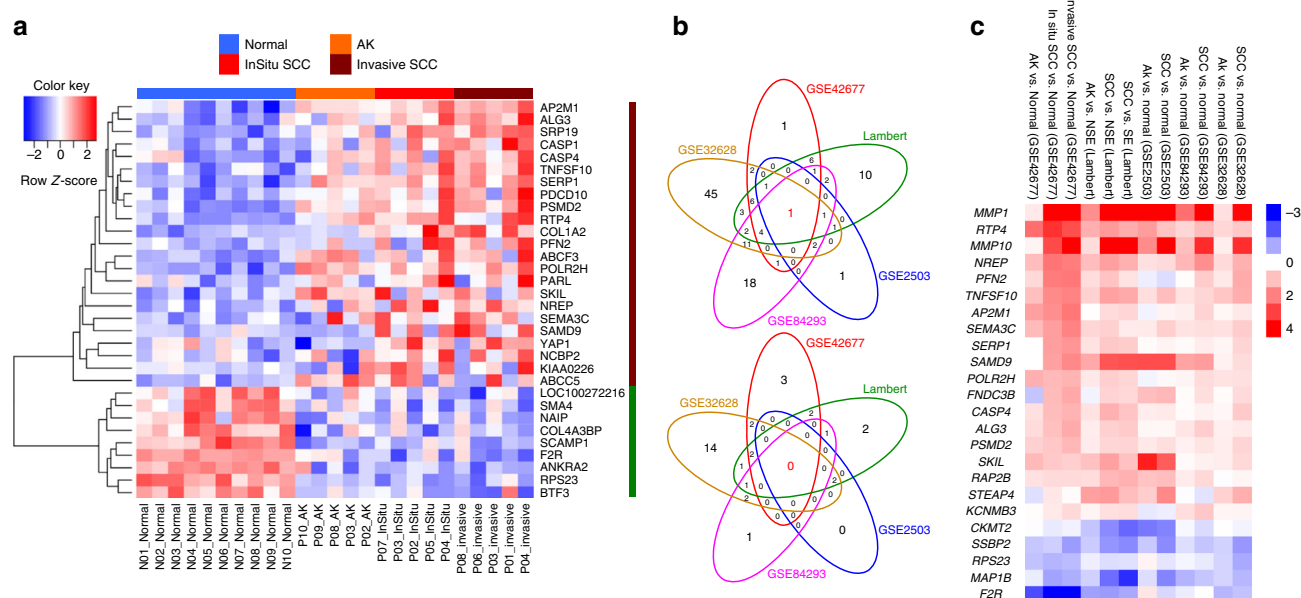 a
Normal
AK
InSitu SCC
Invasive SCC
Color key
−2 0 2
Row Z-score
AP2M1
ALG3
SRP19
CASP1
CASP4
TNFSF10
SERP1
PDCD10
SMD2
RTP4
COL1A2
PFN2
ABCF3
POLR2H
PARL
SKIL
NREP
SEMA3C
SAMD9
YAP1
NCBP2
KIAA0226
ABCC5
LOC100272216
SMA4
NAIP
COL4A3BP
SCAMP1
F2R
ANKRA2
RPS23
BTF3
N01_Normal
N02_Normal
N03_Normal
N04_Normal
N05_Normal
N06_Normal
N07_Normal
N08_Normal
N09_Normal
N10_Normal
P10_AK
P09_AK
P08_AK
P03_AK
P02_AK
P07_InSitu
P03_InSitu
P02_InSitu
P05_InSitu
P04_InSitu
P08_invasive
P06_invasive
P03_invasive
P01_invasive
P04_invasive
b
GSE42677
Lambert
GSE32628
GSE2503
GSE84293
1
10
45
1
18
1
GSE42677
Lambert
GSE32628
GSE2503
GSE84293
3
2
14
0
1
0
c
AK vs. Normal (GSE42677)
In situ SCC vs. Normal (GSE42677)
nvasive SCC vs. Normal (GSE42677)
AK vs. NSE (Lambert)
SCC vs. NSE (Lambert)
SCC vs. SE (Lambert)
Ak vs. normal (GSE2503)
SCC vs. normal (GSE2503)
Ak vs. normal (GSE84293)
SCC vs. normal (GSE84293)
Ak vs. normal (GSE32628)
SCC vs. normal (GSE32628)
MMP1
RTP4
MMP10
NREP
PFN2
TNFSF10
AP2M1
SEMA3C
SERP1
SAMD9
POLR2H
FNDC3B
CASP4
ALG3
PSMD2
SKIL
RAP2B
STEAP4
KCNMB3
CKMT2
SSBP2
RPS23
MAP1B
F2R
−3
0
2
4